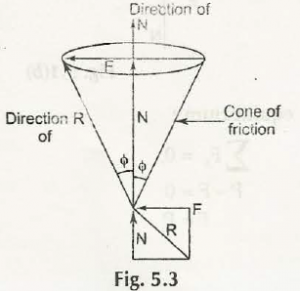 Direction of
N
F
Direction R
of
N
Cone of
friction
ϕ ϕ
F
R
N
Fig. 5.3